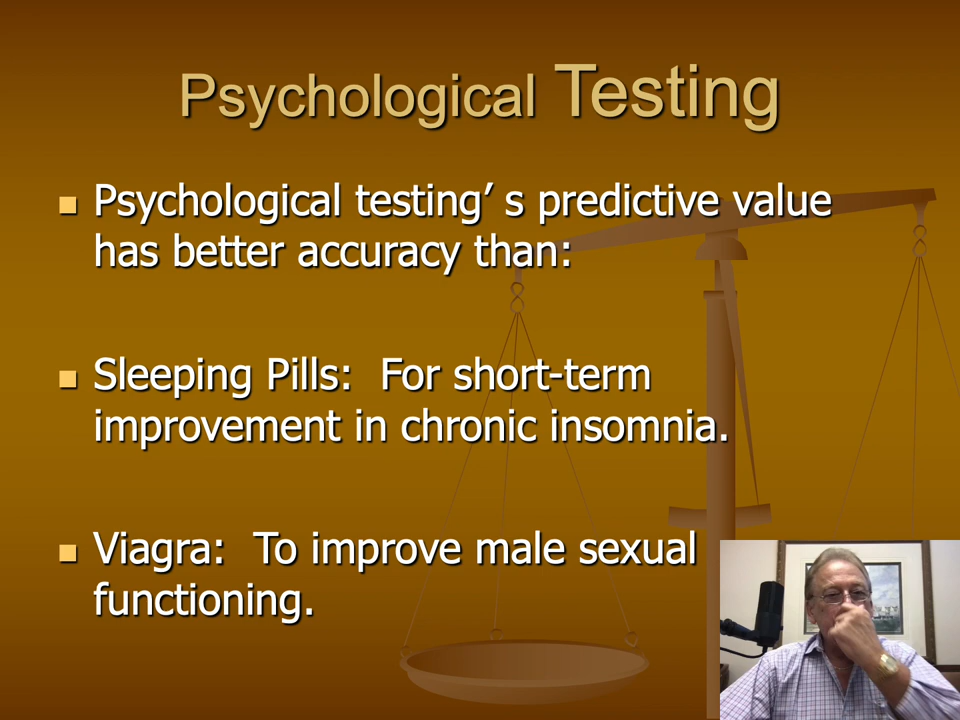 Psychological Testing
Psychological testing’ s predictive value
has better accuracy than:
Sleeping Pills:  For short-term
improvement in chronic insomnia.
Viagra:  To improve male sexual
functioning.